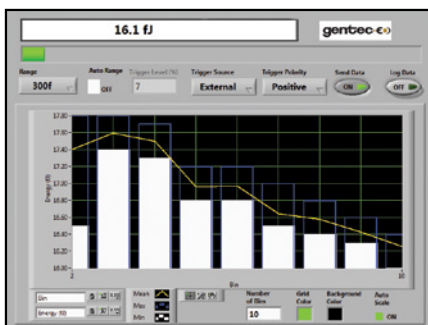 16.1 fJ
gentec-eo
Range
Auto Range
Trigger Level (%)
Trigger Source
Trigger Polarity
Send Data
Log Data
300f
OFF
7
External
Positive
ON
OFF
17.80
17.60
17.40
17.20
17.00
16.80
16.60
16.40
16.20
16.00
Energy (fJ)
2
10
Bin
Bin
Energy (fJ)
Mean
Max
Min
Number of Bins
10
Grid Color
Background Color
Auto Scale
ON